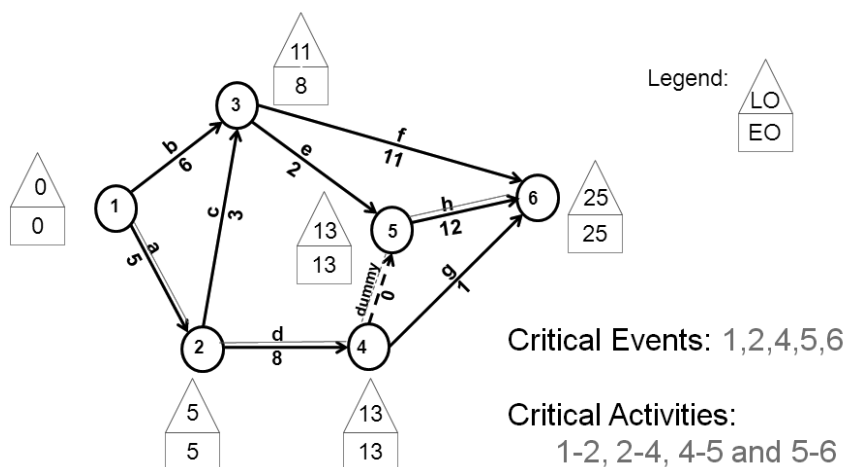 11
8
Legend:
LO
EO
3
b
6
f
11
e
2
0
0
1
c
3
13
13
5
h
12
6
25
25
a
5
dummy
0
g
1
2
d
8
4
Critical Events: 1,2,4,5,6
5
5
13
13
Critical Activities:
1-2, 2-4, 4-5 and 5-6